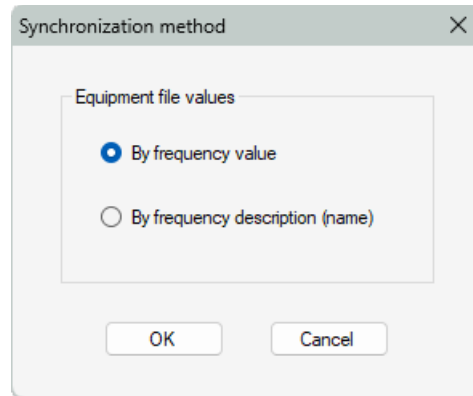 Synchronization method
Equipment file values
By frequency value
By frequency description (name)
OK
Cancel